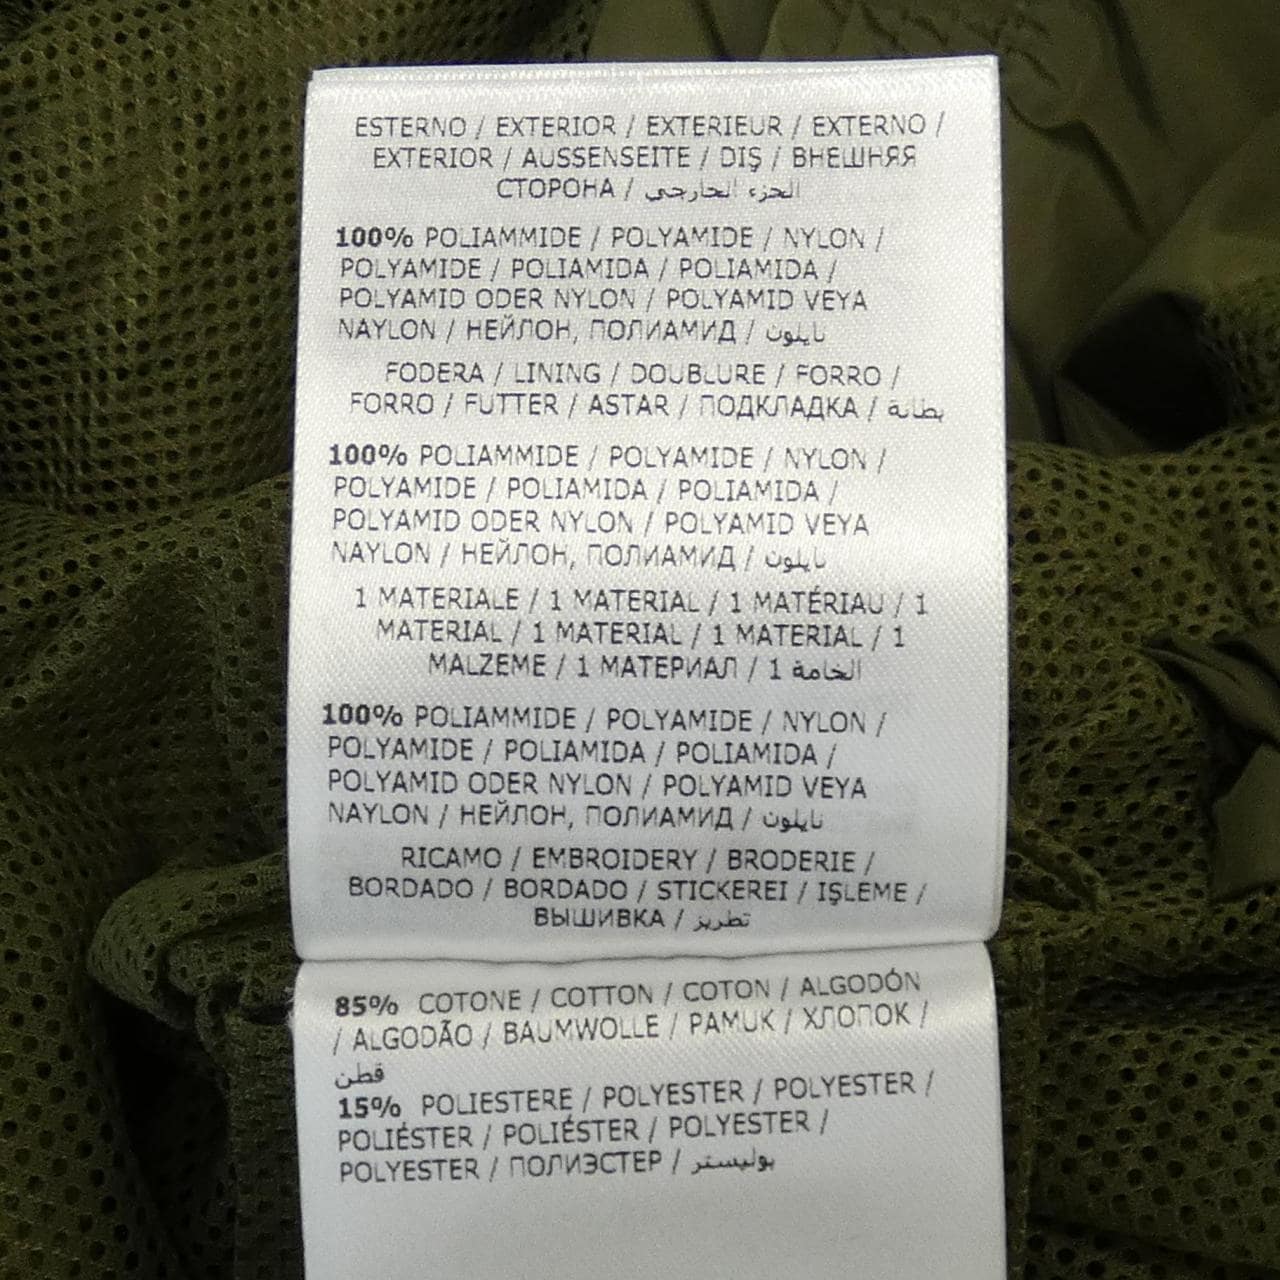 ESTERNO / EXTERIOR / EXTERIEUR / EXTERNO /
EXTERIOR / AUSSENSEITE / DIŞ / ВНЕШНЯЯ
СТОРОНА / الجزء الخارجي
100% POLIAMMIDE / POLYAMIDE / NYLON /
POLYAMIDE / POLIAMIDA / POLIAMIDA /
POLYAMID ODER NYLON / POLYAMID VEYA
NAYLON / НЕЙЛОН, ПОЛИАМИД / نايلون
FODERA / LINING / DOUBLURE / FORRO /
FORRO / FUTTER / ASTAR / ПОДКЛАДКА / بطانة
100% POLIAMMIDE / POLYAMIDE / NYLON /
POLYAMIDE / POLIAMIDA / POLIAMIDA /
POLYAMID ODER NYLON / POLYAMID VEYA
NAYLON / НЕЙЛОН, ПОЛИАМИД / نايلون
1 MATERIALE / 1 MATERIAL / 1 MATÉRIAU / 1
MATERIAL / 1 MATERIAL / 1 MATERIAL / 1
MALZEME / 1 МАТЕРИАЛ / 1 الخامة
100% POLIAMMIDE / POLYAMIDE / NYLON /
POLYAMIDE / POLIAMIDA / POLIAMIDA /
POLYAMID ODER NYLON / POLYAMID VEYA
NAYLON / НЕЙЛОН, ПОЛИАМИД / نايلون
RICAMO / EMBROIDERY / BRODERIE /
BORDADO / BORDADO / STICKEREI / IŞLEME /
ВЫШИВКА / تطريز
85% COTONE / COTTON / COTON / ALGODÓN
/ ALGODÃO / BAUMWOLLE / PAMUK / ХЛОПОК /
قطن
15% POLIESTERE / POLYESTER / POLYESTER /
POLIÉSTER / POLIÉSTER / POLYESTER /
POLYESTER / ПОЛИЭСТЕР / بوليستر